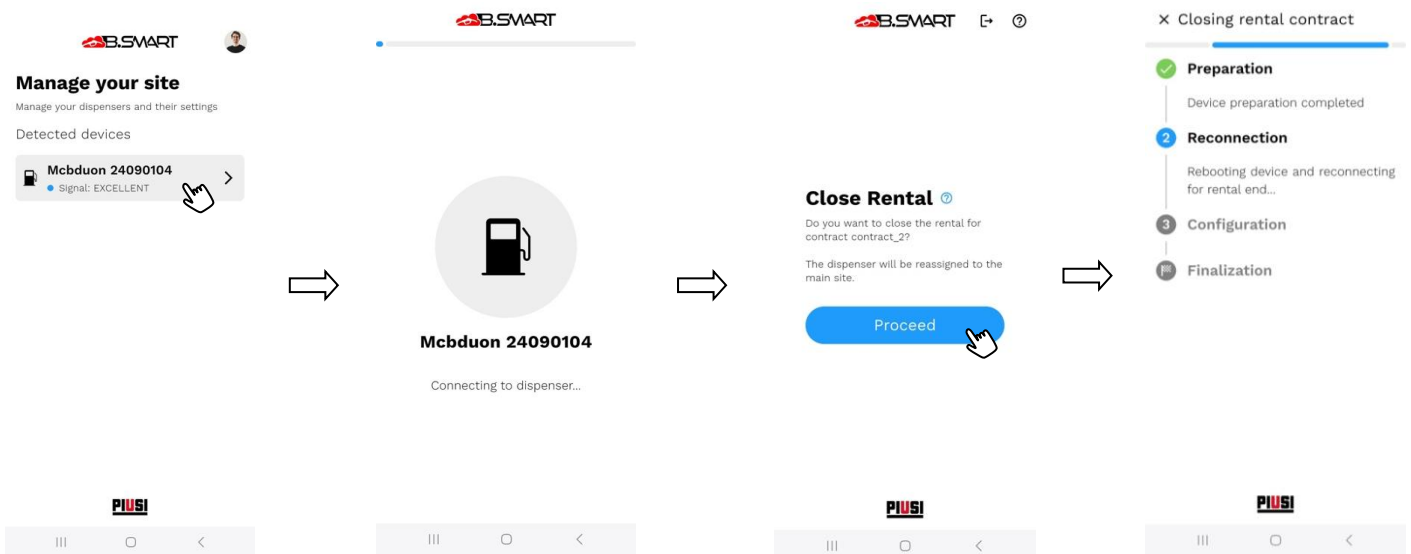 B.SMART
Manage your site
Manage your dispensers and their settings
Detected devices
Mcbduon 24090104
Signal: EXCELLENT
PIUSI
B.SMART
Mcbduon 24090104
Connecting to dispenser...
B.SMART
Close Rental
Do you want to close the rental for
contract contract_2?
The dispenser will be reassigned to the
main site.
Proceed
PIUSI
Closing rental contract
Preparation
Device preparation completed
2 Reconnection
Rebooting device and reconnecting
for rental end...
3 Configuration
Finalization
PIUSI